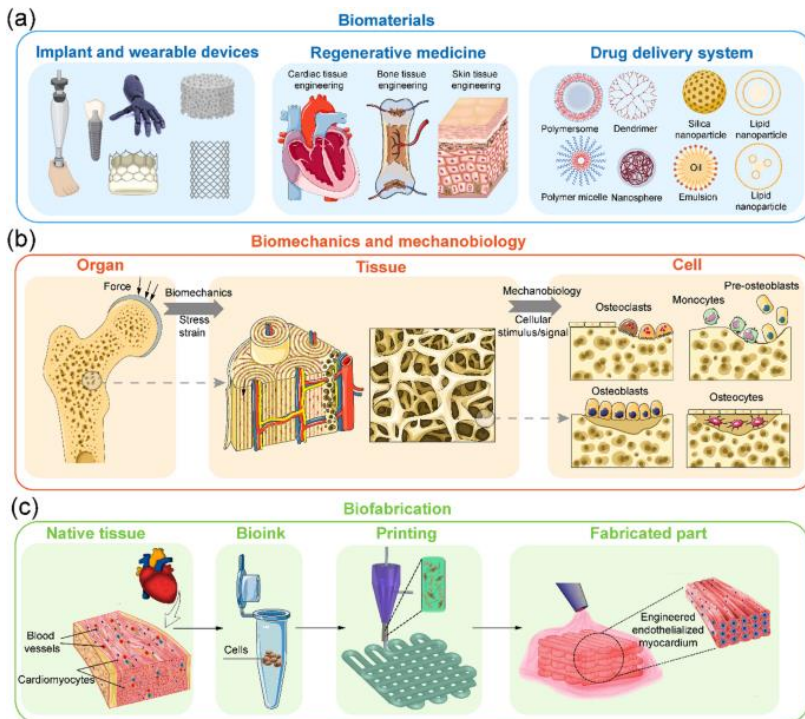 (a)
Biomaterials
Implant and wearable devices
Regenerative medicine
Cardiac tissue
engineering
Bone tissue
engineering
Skin tissue
engineering
Drug delivery system
Polymersome
Dendrimer
Silica
nanoparticle
Lipid
nanoparticle
Polymer micelle
Nanosphere
Oil
Emulsion
Lipid
nanoparticle
(b)
Biomechanics and mechanobiology
Organ
Force
Biomechanics
Stress
strain
Tissue
Mechanobiology
Cellular
stimulus/signal
Cell
Osteoclasts
Pre-osteoblasts
Monocytes
Osteoblasts
Osteocytes
(c)
Biofabrication
Native tissue
Blood
vessels
Cardiomyocytes
Bioink
Cells
Printing
Fabricated part
Engineered
endothelialized
myocardium